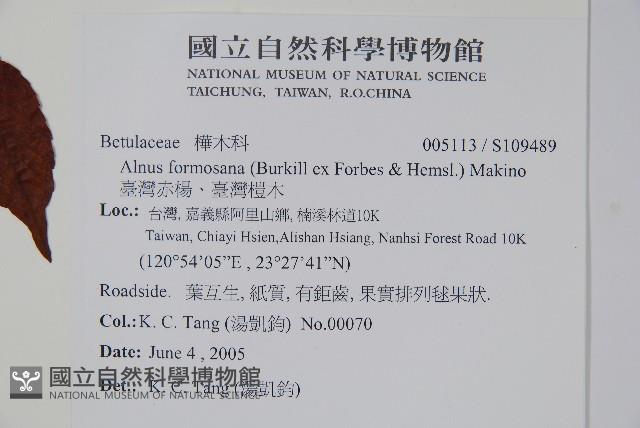 國立自然科學博物館
NATIONAL MUSEUM OF NATURAL SCIENCE
TAICHUNG, TAIWAN, R.O.CHINA
Betulaceae 樺木科 005113 / S109489
Alnus formosana (Burkill ex Forbes & Hemsl.) Makino
臺灣赤楊、臺灣榿木
Loc.: 台灣, 嘉義縣阿里山鄉, 楠溪林道10K
Taiwan, Chiayi Hsien,Alishan Hsiang, Nanhsi Forest Road 10K
(120°54’05”E , 23°27’41”N)
Roadside. 葉互生, 紙質, 有鉅齒, 果實排列毬果狀.
Col.:K. C. Tang (湯凱鈞) No.00070
Date: June 4 , 2005
Det.: K. C. Tang (湯凱鈞)
國立自然科學博物館
NATIONAL MUSEUM OF NATURAL SCIENCE